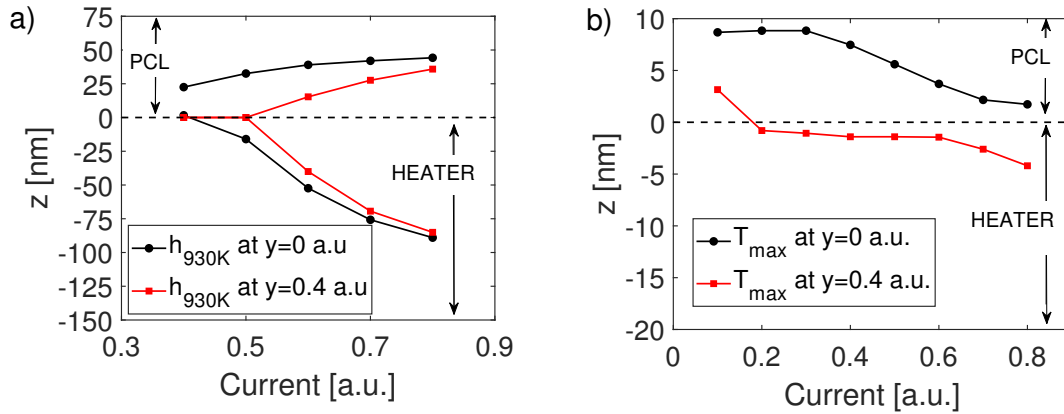 a)
75
50
25
0
-25
-50
-75
-100
-125
-150
z [nm]
PCL
HEATER
h930K at y=0 a.u
h930K at y=0.4 a.u
0.3
0.5
0.7
0.9
Current [a.u.]
b)
10
5
0
-5
-10
-15
-20
z [nm]
PCL
HEATER
Tmax at y=0 a.u.
Tmax at y=0.4 a.u.
0
0.2
0.4
0.6
0.8
Current [a.u.]